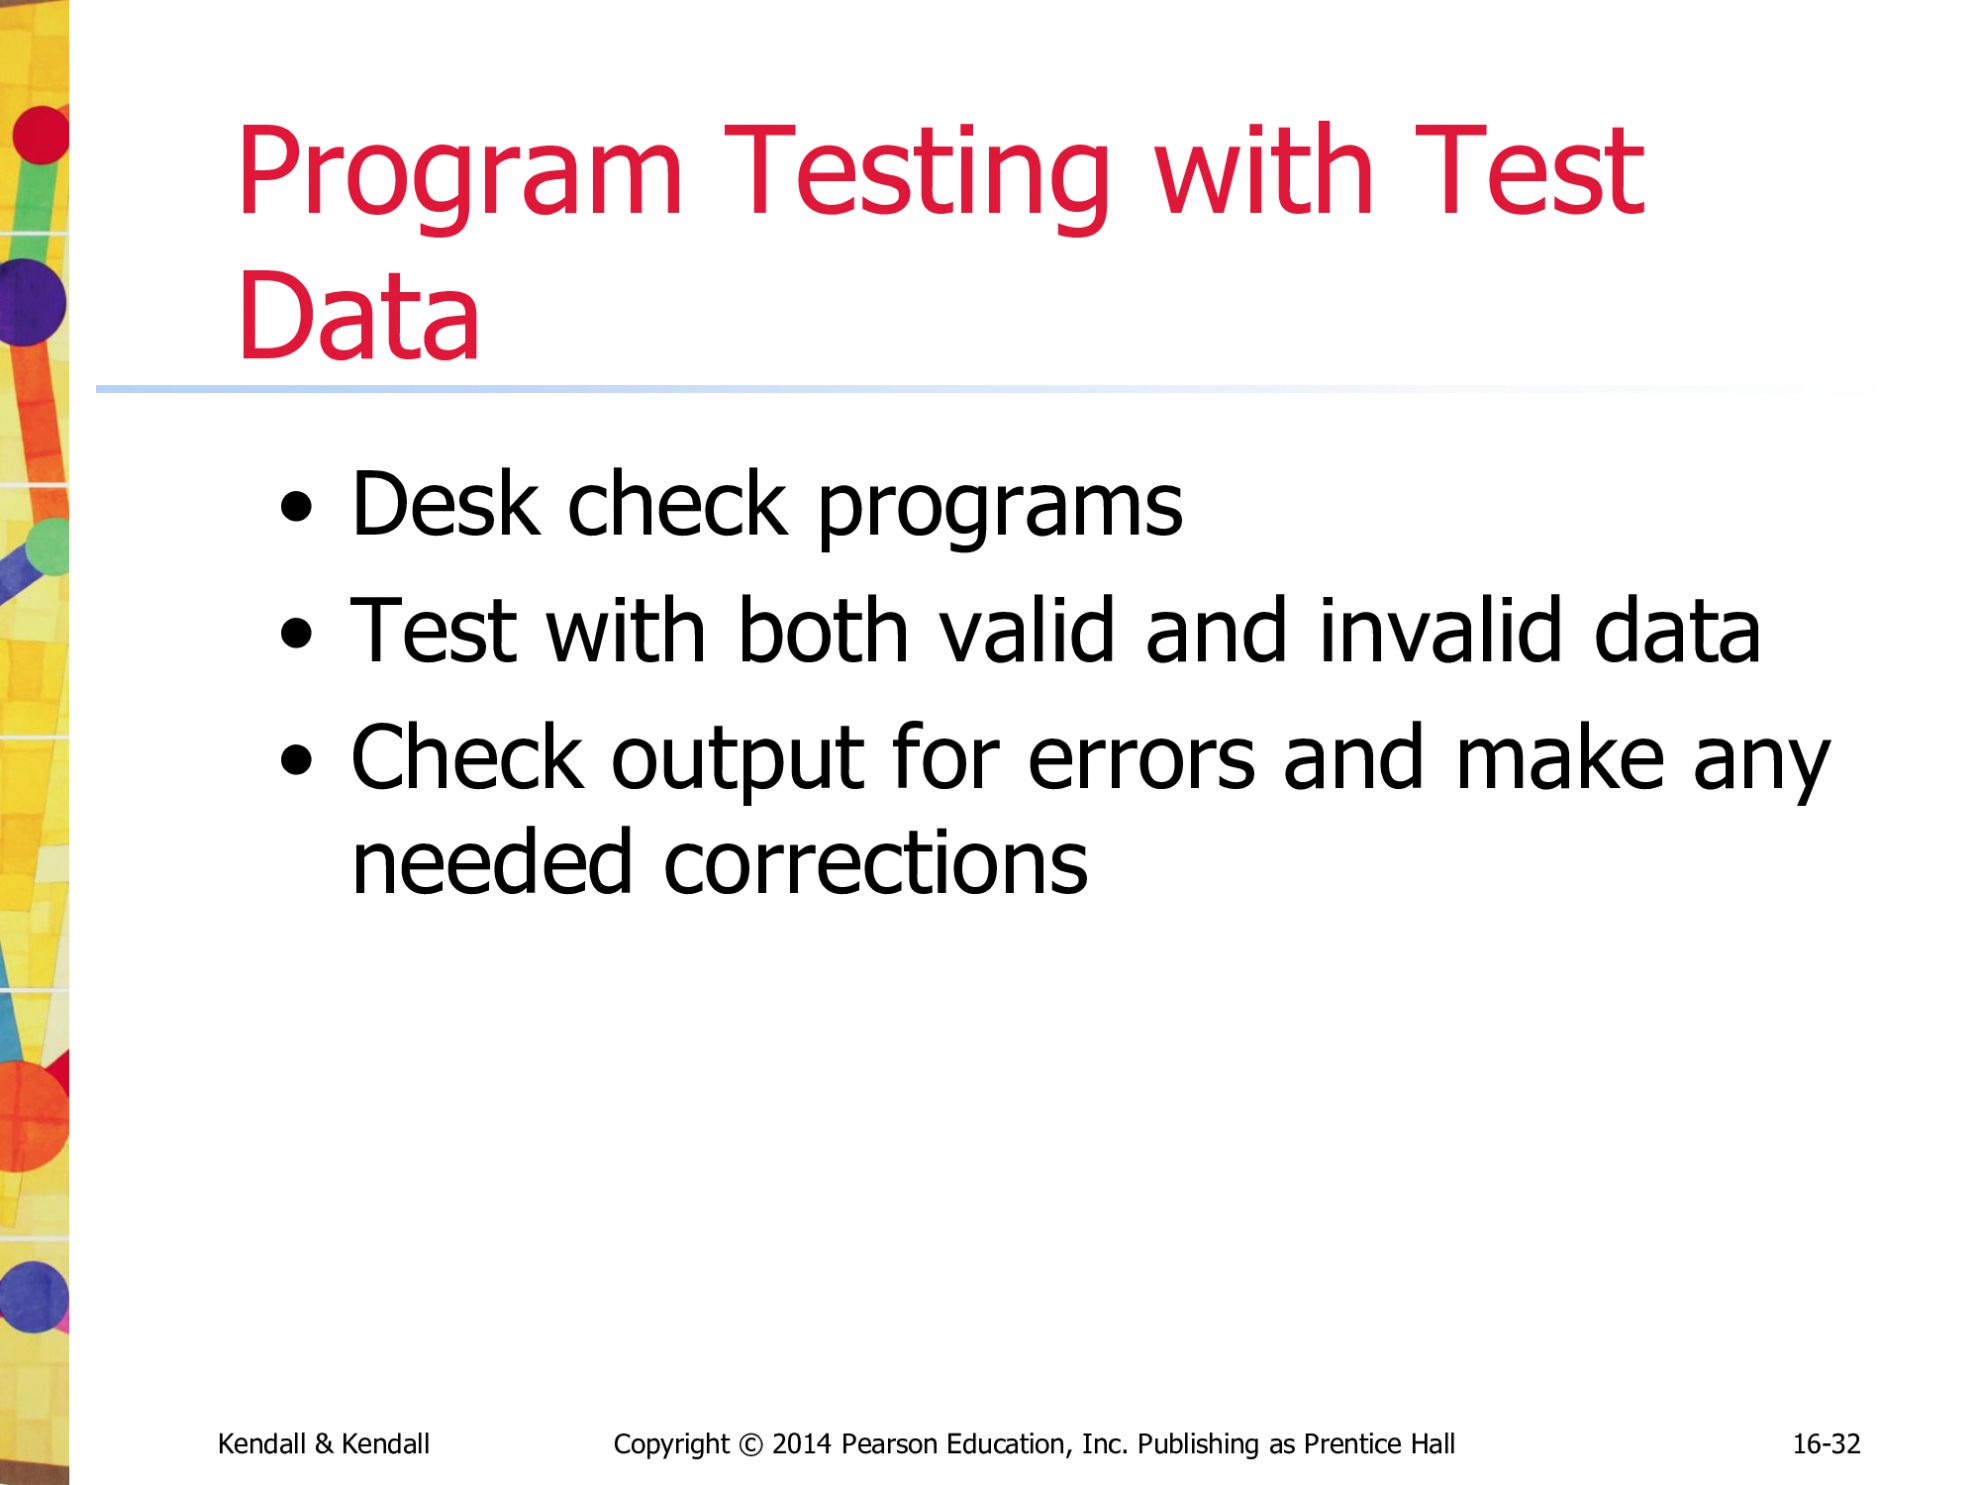 Program Testing with Test
Data
• Desk check programs
• Test with both valid and invalid data
• Check output for errors and make any
needed corrections
Kendall & Kendall
Copyright © 2014 Pearson Education, Inc. Publishing as Prentice Hall
16-32